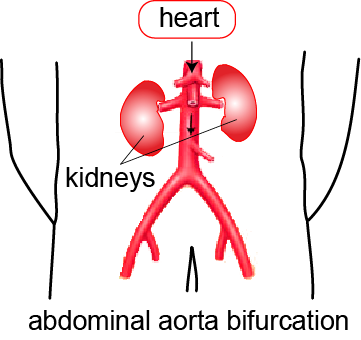 heart
kidneys
abdominal aorta bifurcation